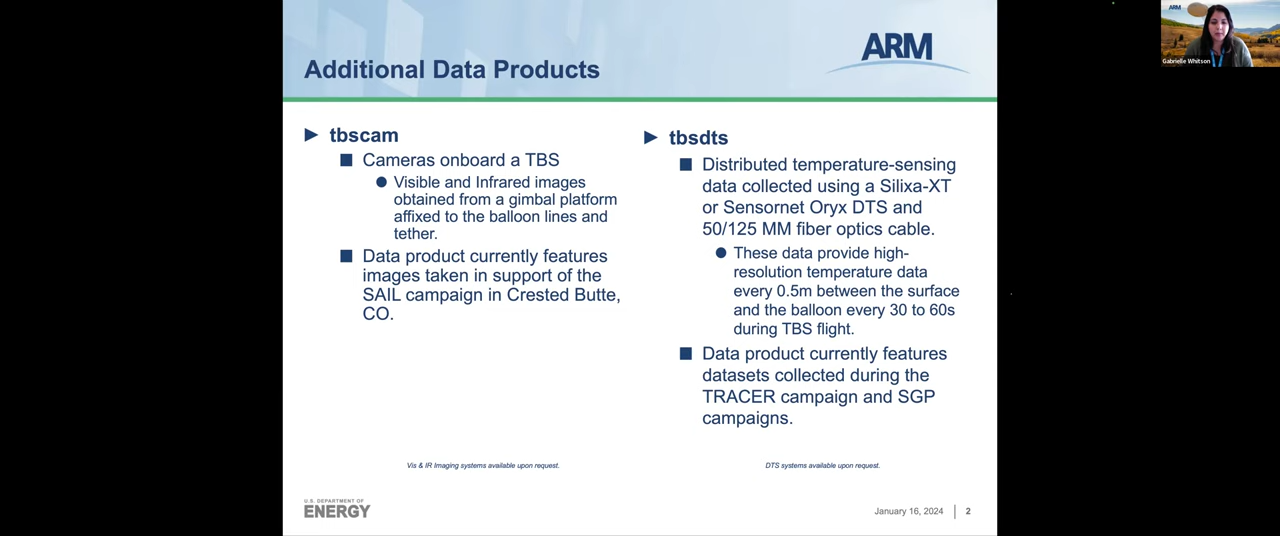 Additional Data Products
ARM
tbscam
Cameras onboard a TBS
Visible and Infrared images
obtained from a gimbal platform
affixed to the balloon lines and
tether.
Data product currently features
images taken in support of the
SAIL campaign in Crested Butte,
CO.
Vis & IR Imaging systems available upon request.
tbsdts
Distributed temperature-sensing
data collected using a Silixa-XT
or Sensornet Oryx DTS and
50/125 MM fiber optics cable.
These data provide high-
resolution temperature data
every 0.5m between the surface
and the balloon every 30 to 60s
during TBS flight.
Data product currently features
datasets collected during the
TRACER campaign and SGP
campaigns.
DTS systems available upon request.
U.S. DEPARTMENT OF
ENERGY
January 16, 2024 | 2
ARM
Gabrielle Whitson